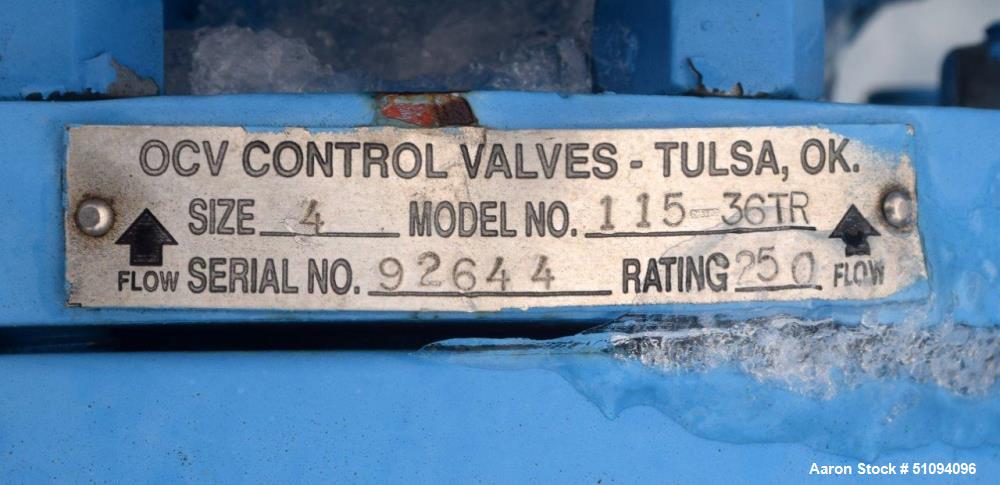 OCV CONTROL VALVES - TULSA, OK.
SIZE 4 MODEL NO. 115-36TR
FLOW SERIAL NO. 92644 RATING 250 FLOW
Aaron Stock # 51094096